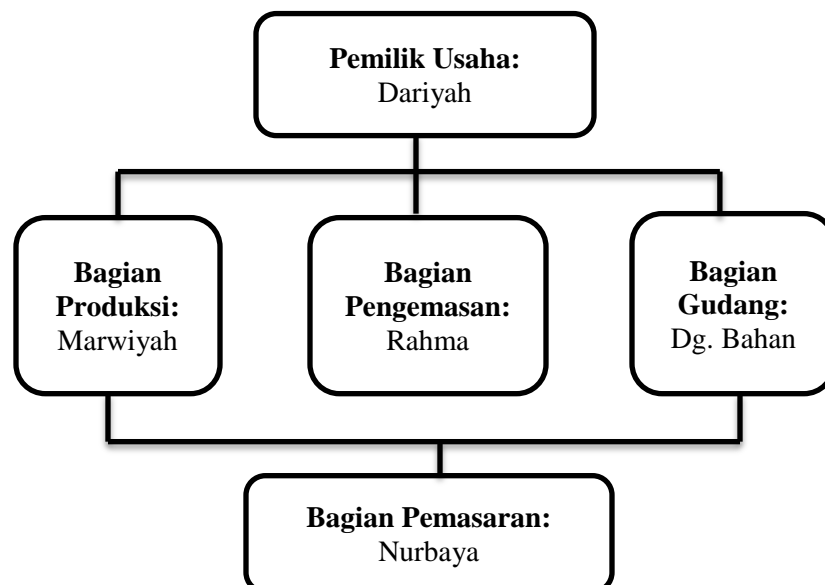 Pemilik Usaha:
Dariyah
Bagian
Produksi:
Marwiyah
Bagian
Pengemasan:
Rahma
Bagian
Gudang:
Dg. Bahan
Bagian Pemasaran:
Nurbaya